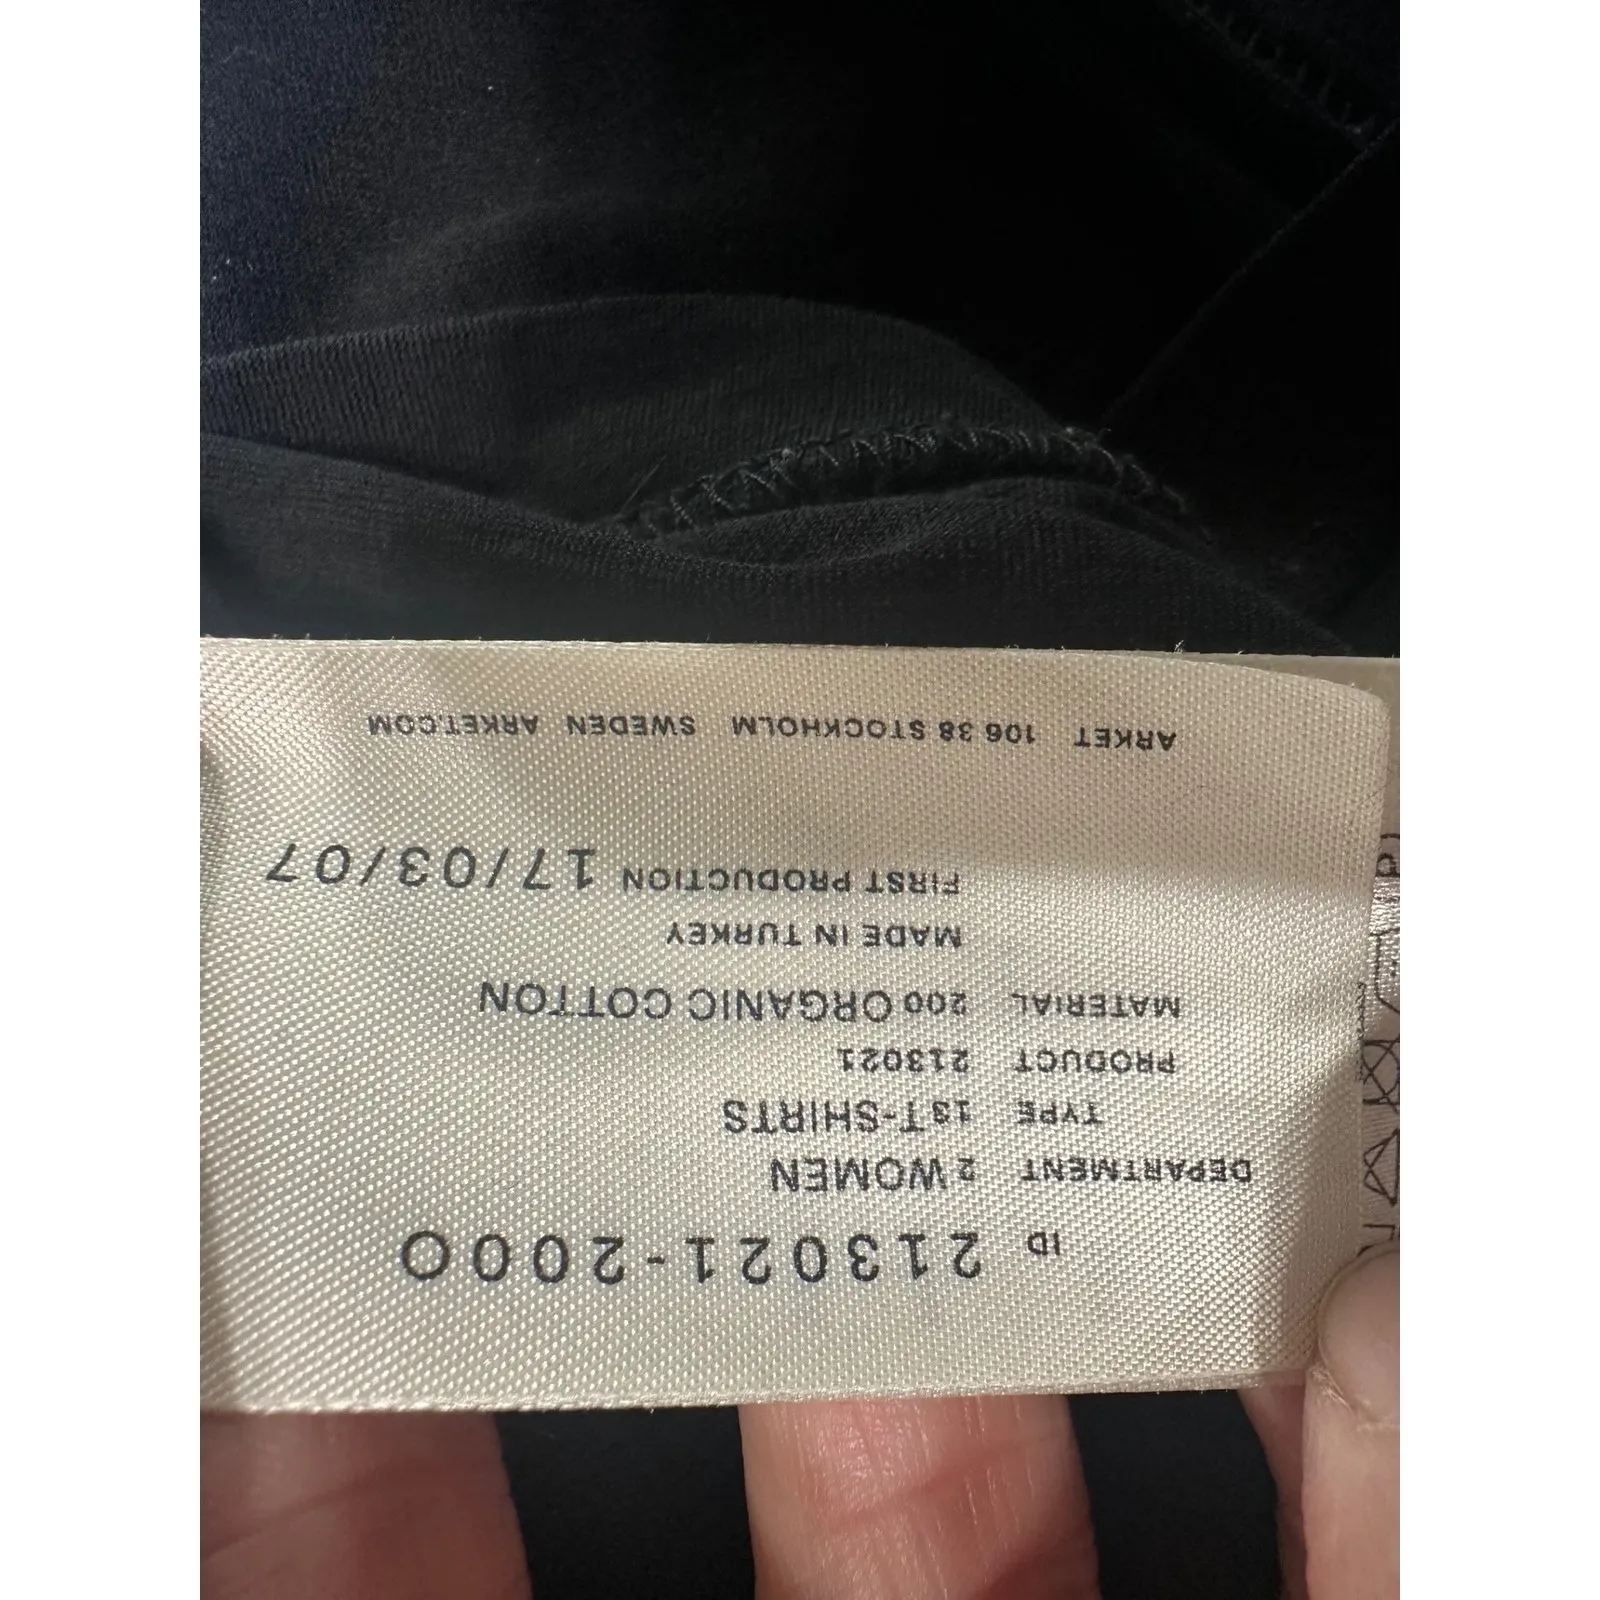 ID 213021-2000
DEPARTMENT 2 WOMEN
TYPE 13 T-SHIRTS
PRODUCT 213021
MATERIAL 200 ORGANIC COTTON
MADE IN TURKEY
FIRST PRODUCTION 17/03/07
ARKET 106 38 STOCKHOLM SWEDEN ARKET.COM